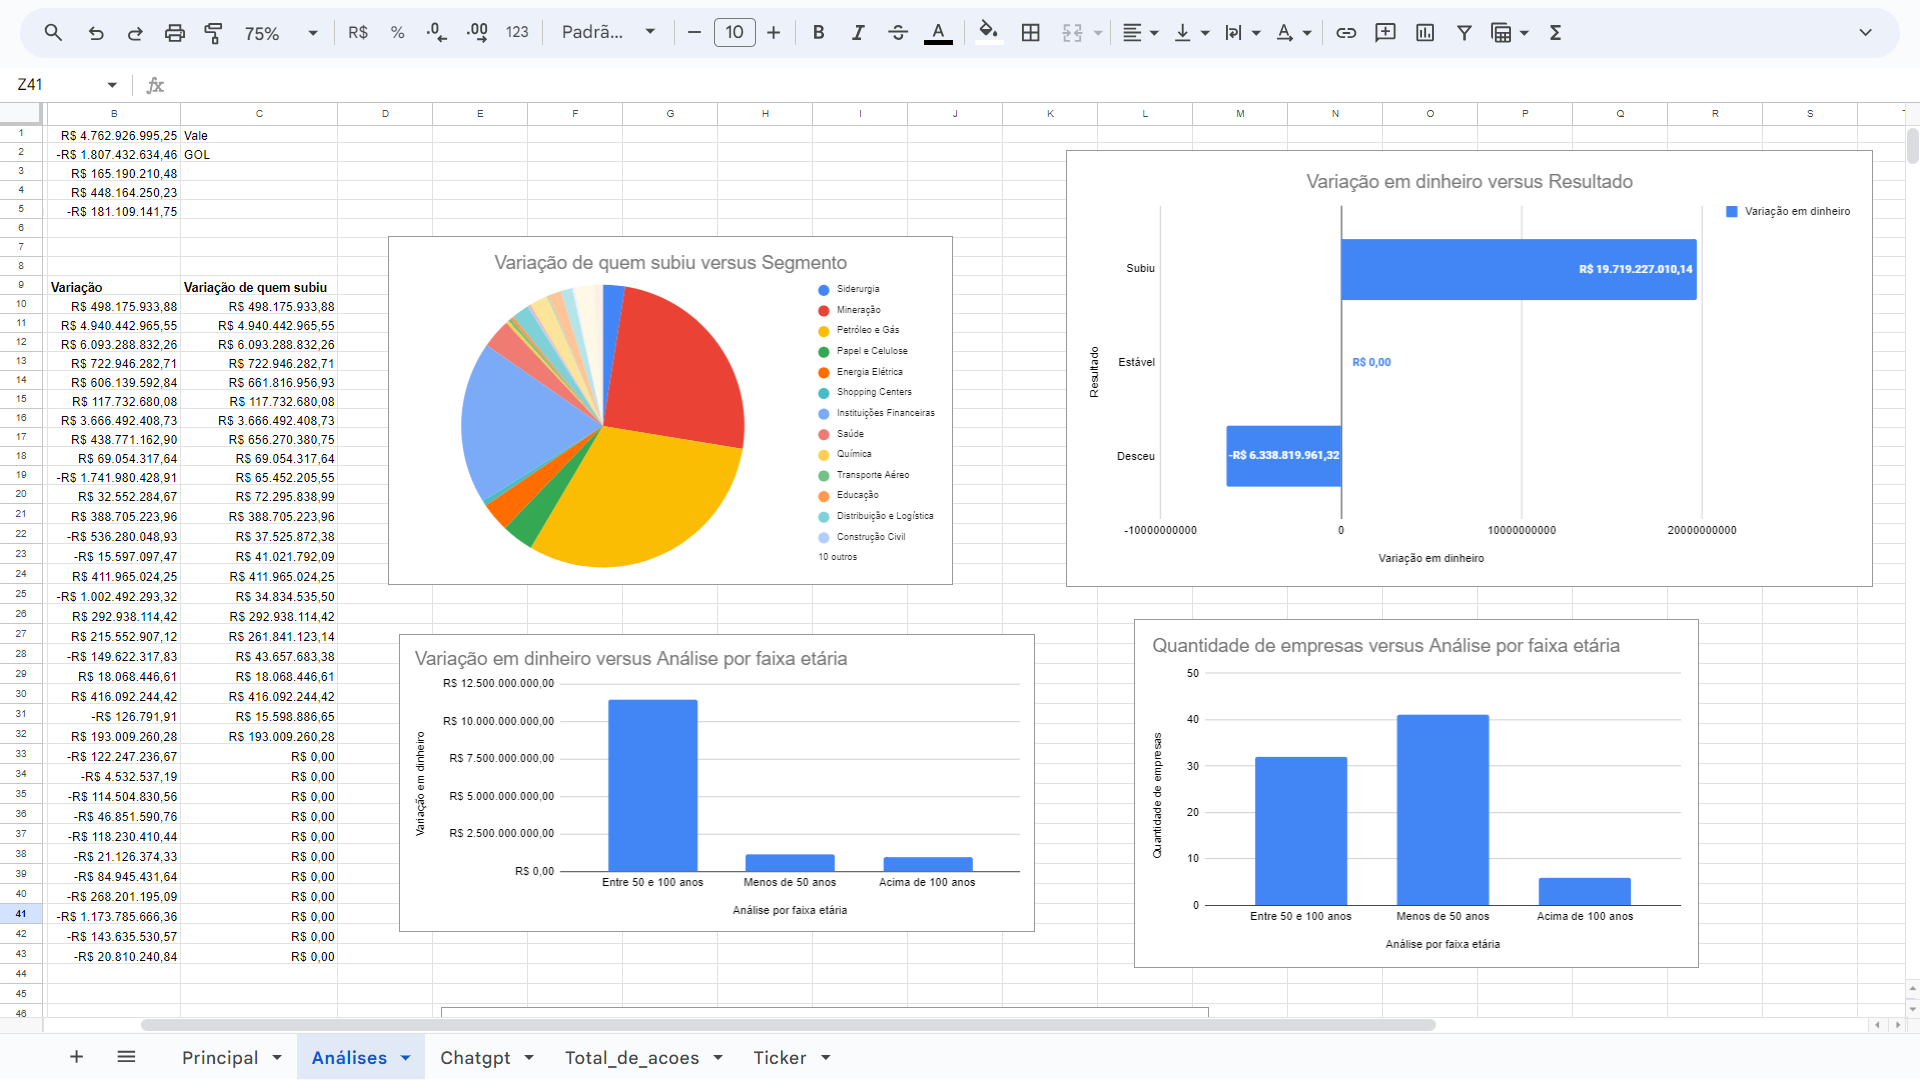 75% R$ % .0 .00 123 Padrã... 10 B I A
Z41 fx
B C D E F G H I J K L M N O P Q R S
1 R$ 4.762.926.995,25 Vale
2 -R$ 1.807.432.634,46 GOL
3 R$ 165.190.210,48
4 R$ 448.164.250,23
5 -R$ 181.109.141,75
6
7
8
9 Variação Variação de quem subiu
10 R$ 498.175.933,88 R$ 498.175.933,88
11 R$ 4.940.442.965,55 R$ 4.940.442.965,55
12 R$ 6.093.288.832,26 R$ 6.093.288.832,26
13 R$ 722.946.282,71 R$ 722.946.282,71
14 R$ 606.139.592,84 R$ 661.816.956,93
15 R$ 117.732.680,08 R$ 117.732.680,08
16 R$ 3.666.492.408,73 R$ 3.666.492.408,73
17 R$ 438.771.162,90 R$ 656.270.380,75
18 R$ 69.054.317,64 R$ 69.054.317,64
19 -R$ 1.741.980.428,91 R$ 65.452.205,55
20 R$ 32.552.284,67 R$ 72.295.838,99
21 R$ 388.705.223,96 R$ 388.705.223,96
22 -R$ 536.280.048,93 R$ 37.525.872,38
23 -R$ 15.597.097,47 R$ 41.021.792,09
24 R$ 411.965.024,25 R$ 411.965.024,25
25 -R$ 1.002.492.293,32 R$ 34.834.535,50
26 R$ 292.938.114,42 R$ 292.938.114,42
27 R$ 215.552.907,12 R$ 261.841.123,14
28 -R$ 149.622.317,83 R$ 43.657.683,38
29 R$ 18.068.446,61 R$ 18.068.446,61
30 R$ 416.092.244,42 R$ 416.092.244,42
31 -R$ 126.791,91 R$ 15.598.886,65
32 R$ 193.009.260,28 R$ 193.009.260,28
33 -R$ 122.247.236,67 R$ 0,00
34 -R$ 4.532.537,19 R$ 0,00
35 -R$ 114.504.830,56 R$ 0,00
36 -R$ 46.851.590,76 R$ 0,00
37 -R$ 118.230.410,44 R$ 0,00
38 -R$ 21.126.374,33 R$ 0,00
39 -R$ 84.945.431,64 R$ 0,00
40 -R$ 268.201.195,09 R$ 0,00
41 -R$ 1.173.785.666,36 R$ 0,00
42 -R$ 143.635.530,57 R$ 0,00
43 -R$ 20.810.240,84 R$ 0,00
44
45
46
Variação de quem subiu versus Segmento
Siderurgia
Mineração
Petróleo e Gás
Papel e Celulose
Energia Elétrica
Shopping Centers
Instituições Financeiras
Saúde
Química
Transporte Aéreo
Educação
Distribuição e Logística
Construção Civil
10 outros
Variação em dinheiro versus Resultado
Variação em dinheiro
Resultado
Subiu R$ 19.719.227.010,14
Estável R$ 0,00
Desceu -R$ 6.338.819.961,32
-10000000000 0 10000000000 20000000000
Variação em dinheiro
Variação em dinheiro versus Análise por faixa etária
Variação em dinheiro
R$ 12.500.000.000,00
R$ 10.000.000.000,00
R$ 7.500.000.000,00
R$ 5.000.000.000,00
R$ 2.500.000.000,00
R$ 0,00
Entre 50 e 100 anos Menos de 50 anos Acima de 100 anos
Análise por faixa etária
Quantidade de empresas versus Análise por faixa etária
Quantidade de empresas
50
40
30
20
10
0
Entre 50 e 100 anos Menos de 50 anos Acima de 100 anos
Análise por faixa etária
Principal Análises Chatgpt Total_de_acoes Ticker